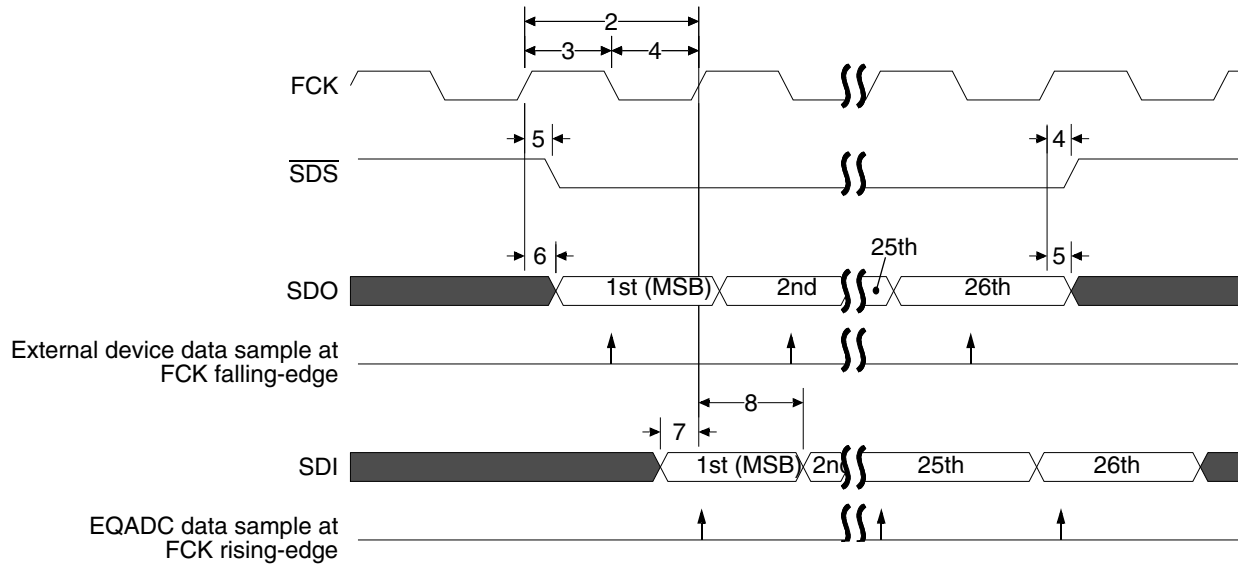 2
3 4
FCK
5 4
SDS
25th
6 5
SDO 1st (MSB) 2nd 26th
External device data sample at
FCK falling-edge
8
7
SDI 1st (MSB) 2nd 25th 26th
EQADC data sample at
FCK rising-edge